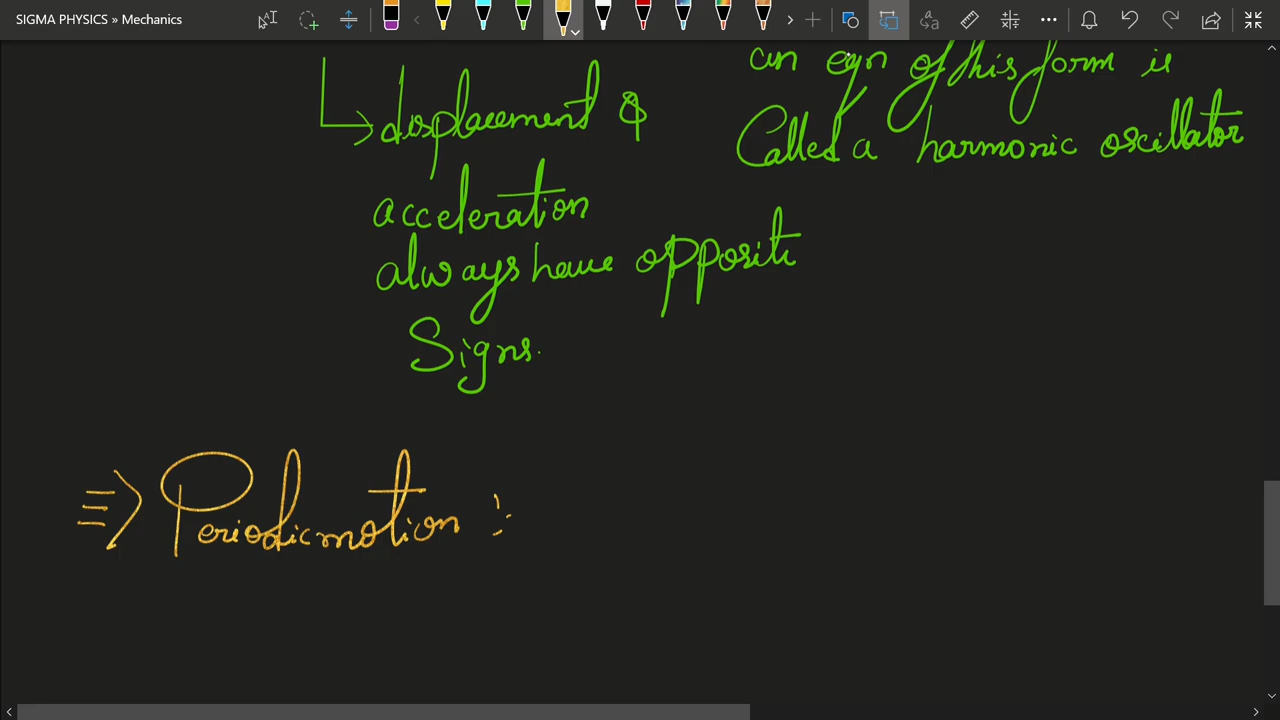 SIGMA PHYSICS » Mechanics
displacement &
acceleration
always have opposite
Signs.
an eqn of this form is
Called a harmonic oscillator
⇒ Periodic motion :-